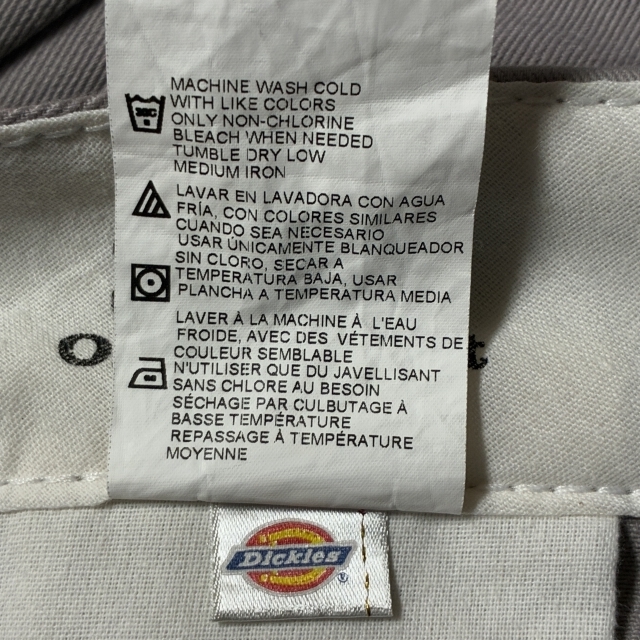 MACHINE WASH COLD
WITH LIKE COLORS
ONLY NON-CHLORINE
BLEACH WHEN NEEDED
TUMBLE DRY LOW
MEDIUM IRON
30C
LAVAR EN LAVADORA CON AGUA
FRÍA, CON COLORES SIMILARES
CUANDO SEA NECESARIO
USAR ÚNICAMENTE BLANQUEADOR
SIN CLORO, SECAR A
TEMPERATURA BAJA, USAR
PLANCHA A TEMPERATURA MEDIA
LAVER À LA MACHINE À L'EAU
FROIDE, AVEC DES VÉTEMENTS DE
COULEUR SEMBLABLE
N'UTILISER QUE DU JAVELLISANT
SANS CHLORE AU BESOIN
SÉCHAGE PAR CULBUTAGE À
BASSE TEMPÉRATURE
REPASSAGE À TEMPÉRATURE
MOYENNE
Dickies®